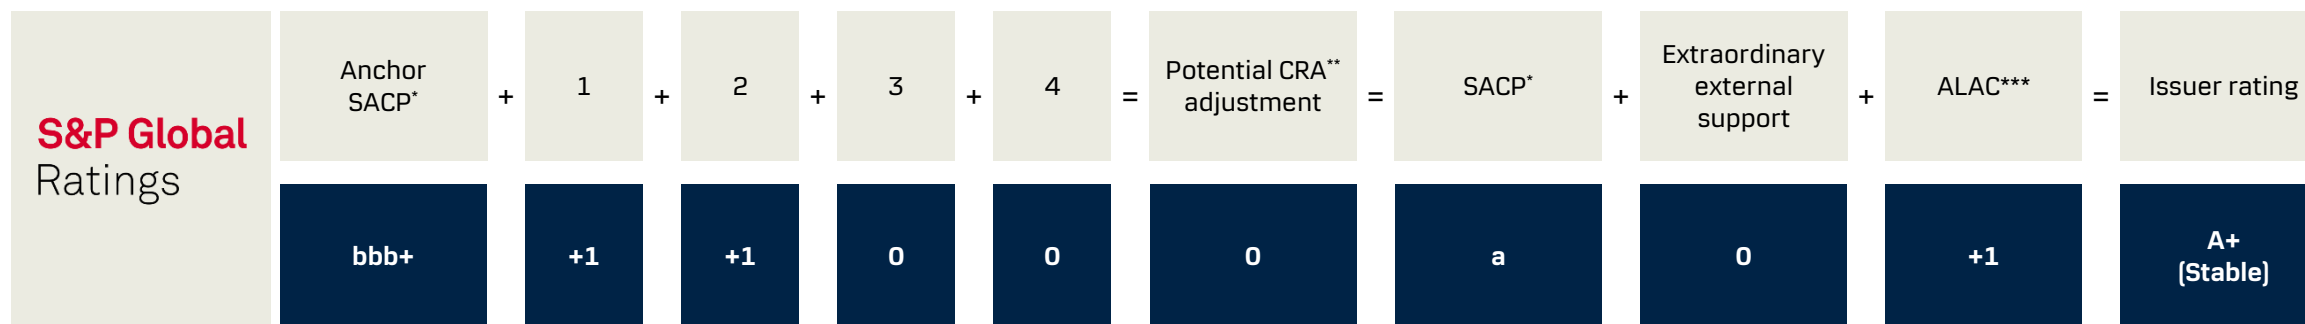 S&P Global
Ratings
Anchor
SACP*
+
1
+
2
+
3
+
4
=
Potential CRA**
adjustment
=
SACP*
+
Extraordinary
external
support
+
ALAC***
=
Issuer rating
bbb+
+1
+1
0
0
0
a
0
+1
A+
(Stable)